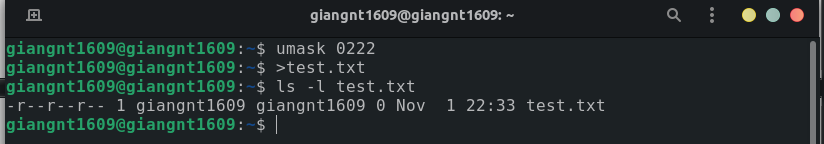 giangnt1609@giangnt1609: ~
giangnt1609@giangnt1609:~$ umask 0222
giangnt1609@giangnt1609:~$ >test.txt
giangnt1609@giangnt1609:~$ ls -l test.txt
-r--r--r-- 1 giangnt1609 giangnt1609 0 Nov  1 22:33 test.txt
giangnt1609@giangnt1609:~$